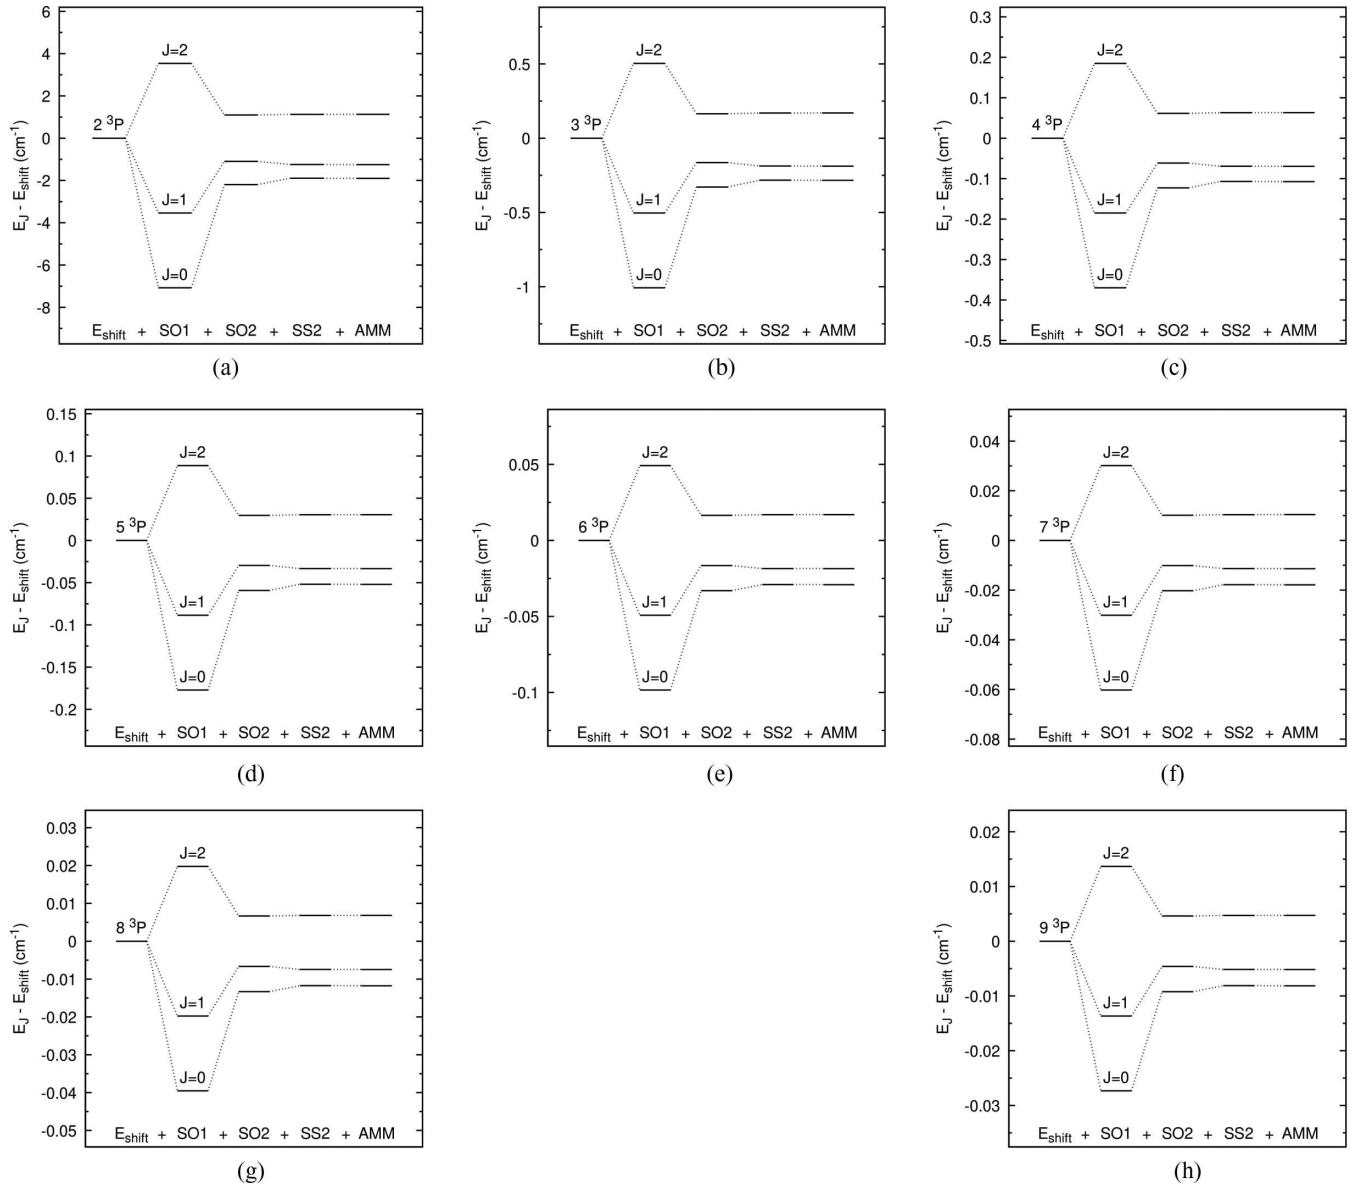 6
4
2
0
-2
-4
-6
-8
E_J - E_shift (cm⁻¹)
2 ³P
J=2
J=1
J=0
E_shift + SO1 + SO2 + SS2 + AMM
(a)
0.5
0
-0.5
-1
E_J - E_shift (cm⁻¹)
3 ³P
J=2
J=1
J=0
E_shift + SO1 + SO2 + SS2 + AMM
(b)
0.3
0.2
0.1
0
-0.1
-0.2
-0.3
-0.4
-0.5
E_J - E_shift (cm⁻¹)
4 ³P
J=2
J=1
J=0
E_shift + SO1 + SO2 + SS2 + AMM
(c)
0.15
0.1
0.05
0
-0.05
-0.1
-0.15
-0.2
E_J - E_shift (cm⁻¹)
5 ³P
J=2
J=1
J=0
E_shift + SO1 + SO2 + SS2 + AMM
(d)
0.05
0
-0.05
-0.1
E_J - E_shift (cm⁻¹)
6 ³P
J=2
J=1
J=0
E_shift + SO1 + SO2 + SS2 + AMM
(e)
0.04
0.02
0
-0.02
-0.04
-0.06
-0.08
E_J - E_shift (cm⁻¹)
7 ³P
J=2
J=1
J=0
E_shift + SO1 + SO2 + SS2 + AMM
(f)
0.03
0.02
0.01
0
-0.01
-0.02
-0.03
-0.04
-0.05
E_J - E_shift (cm⁻¹)
8 ³P
J=2
J=1
J=0
E_shift + SO1 + SO2 + SS2 + AMM
(g)
0.02
0.01
0
-0.01
-0.02
-0.03
E_J - E_shift (cm⁻¹)
9 ³P
J=2
J=1
J=0
E_shift + SO1 + SO2 + SS2 + AMM
(h)